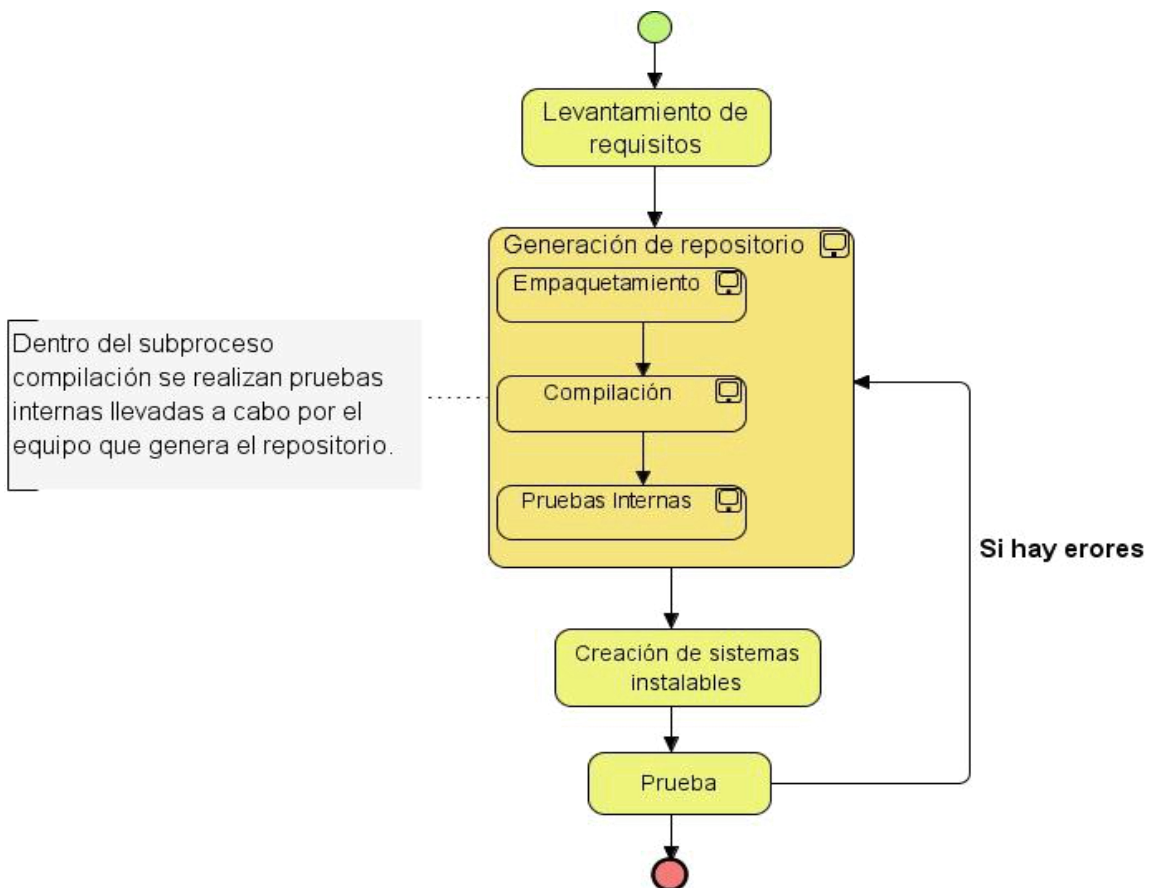 Levantamiento de
requisitos
Generación de repositorio
Empaquetamiento
Dentro del subproceso
compilación se realizan pruebas
internas llevadas a cabo por el
equipo que genera el repositorio.
Compilación
Pruebas Internas
Si hay erores
Creación de sistemas
instalables
Prueba